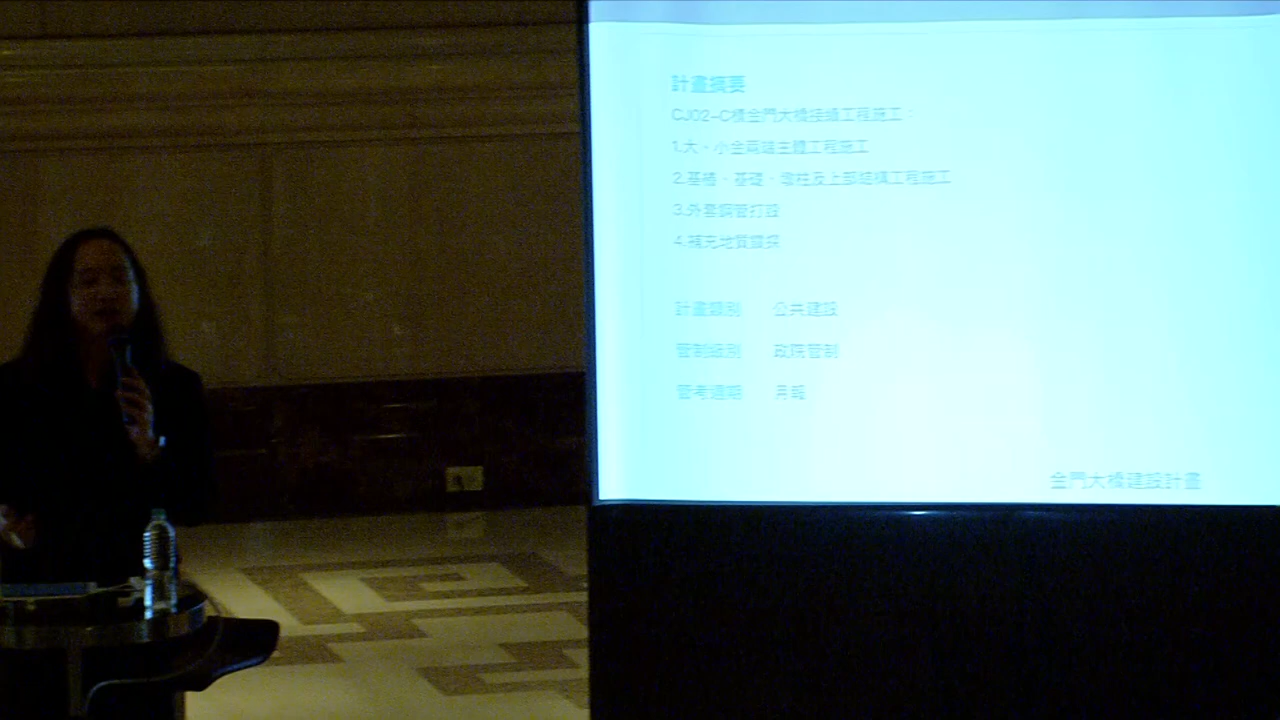 計畫摘要
CJ02-C標金門大橋接續工程施工：
1.大、小金兩端主體工程施工
2.基樁、基礎、墩柱及上部結構工程施工
3.外套鋼管打設
4.補充地質鑽探
計畫類別 公共建設
管制級別 政院管制
管考週期 月報
金門大橋建設計畫